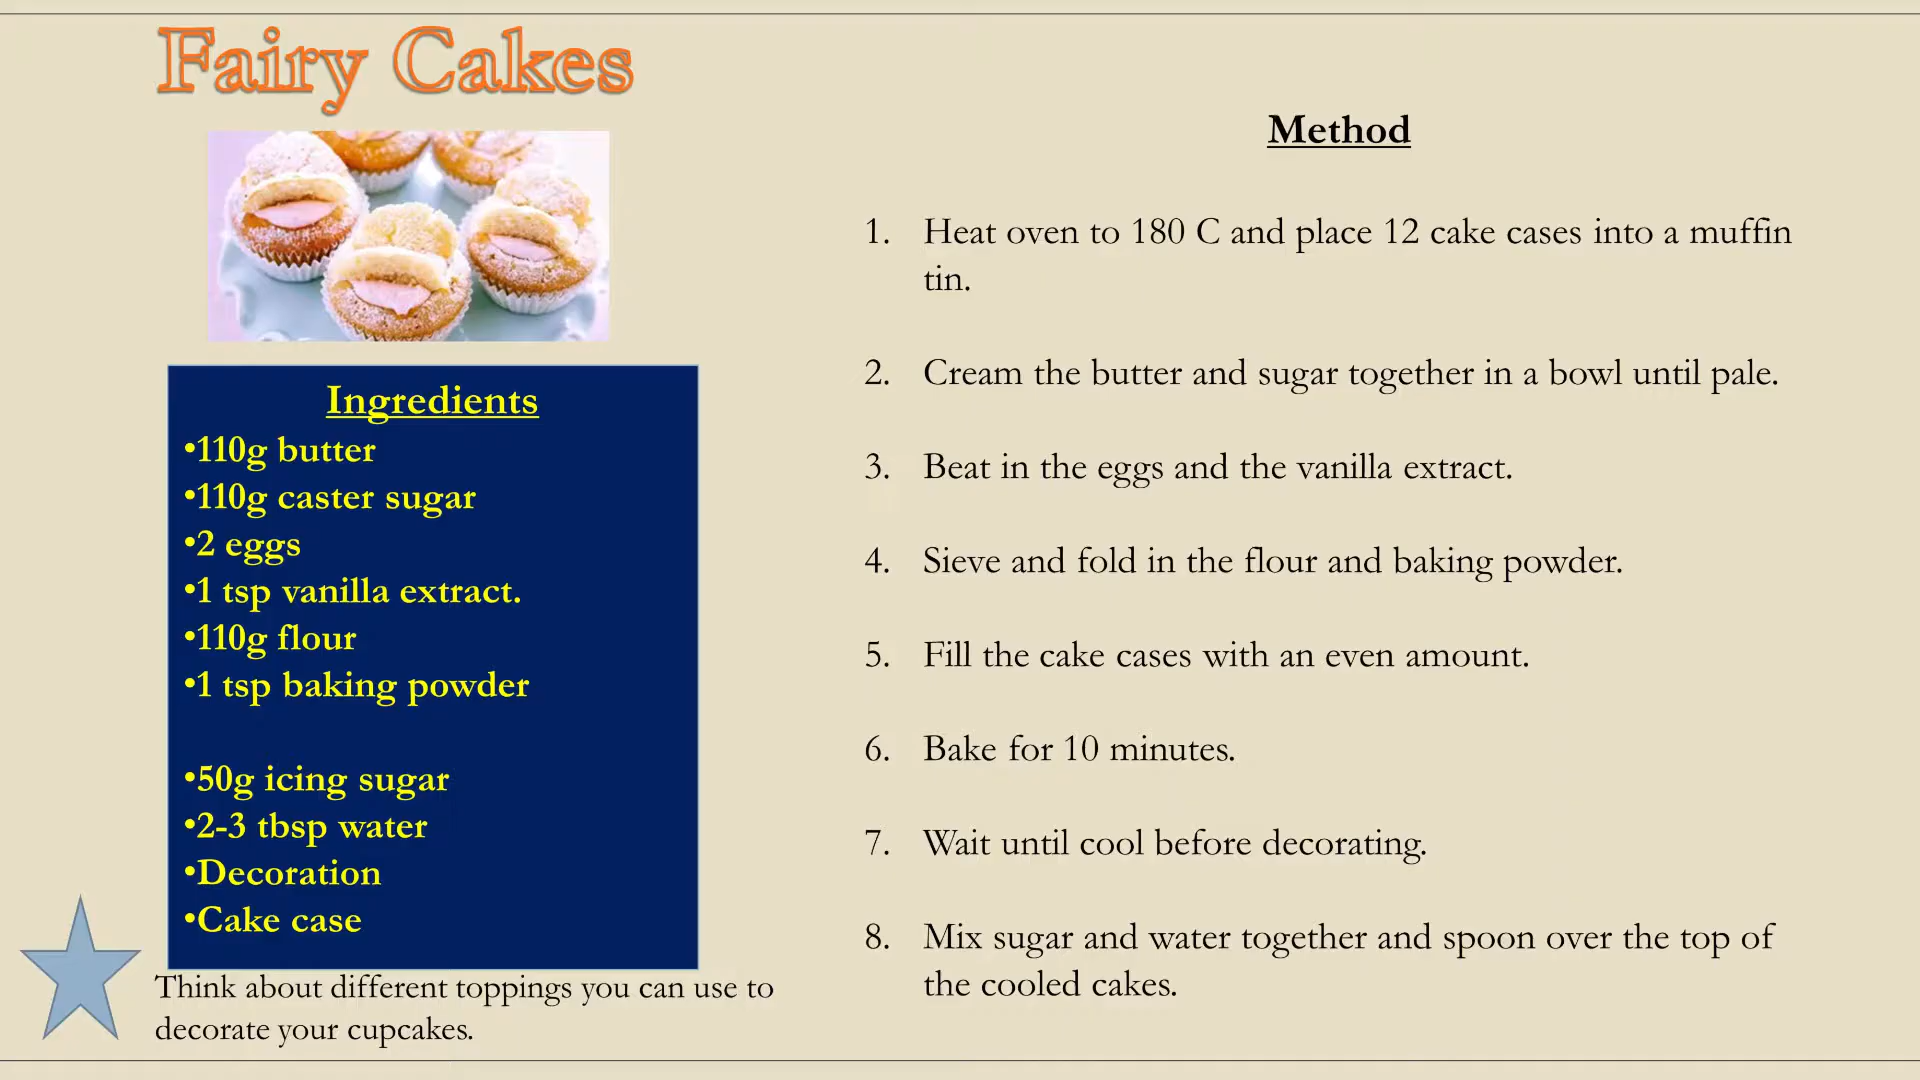 Fairy Cakes
Ingredients
•110g butter
•110g caster sugar
•2 eggs
•1 tsp vanilla extract.
•110g flour
•1 tsp baking powder
•50g icing sugar
•2-3 tbsp water
•Decoration
•Cake case
Think about different toppings you can use to
decorate your cupcakes.
Method
1. Heat oven to 180 C and place 12 cake cases into a muffin
tin.
2. Cream the butter and sugar together in a bowl until pale.
3. Beat in the eggs and the vanilla extract.
4. Sieve and fold in the flour and baking powder.
5. Fill the cake cases with an even amount.
6. Bake for 10 minutes.
7. Wait until cool before decorating.
8. Mix sugar and water together and spoon over the top of
the cooled cakes.